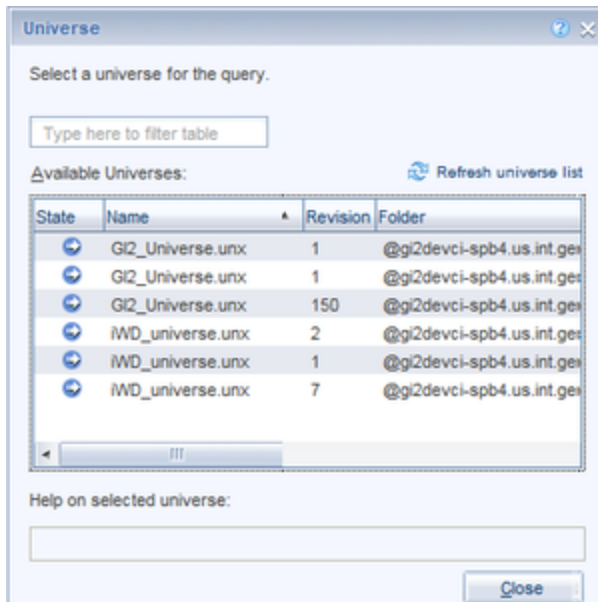 Universe
Select a universe for the query.
Type here to filter table
Available Universes: Refresh universe list
State Name Revision Folder
GI2_Universe.unx 1 @gi2devci-spb4.us.int.ge
GI2_Universe.unx 1 @gi2devci-spb4.us.int.ge
GI2_Universe.unx 150 @gi2devci-spb4.us.int.ge
iWD_universe.unx 2 @gi2devci-spb4.us.int.ge
iWD_universe.unx 1 @gi2devci-spb4.us.int.ge
iWD_universe.unx 7 @gi2devci-spb4.us.int.ge
Help on selected universe:
Close